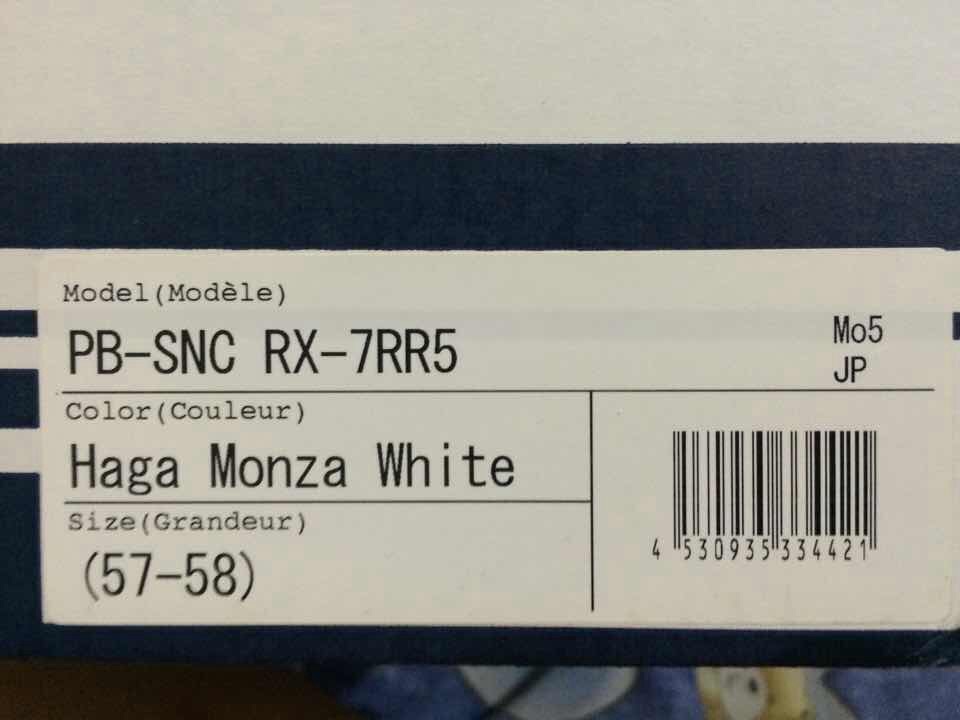 Model(Modèle)
PB-SNC RX-7RR5
Mo5
JP
Color(Couleur)
Haga Monza White
Size(Grandeur)
(57-58)
4 530935 334421